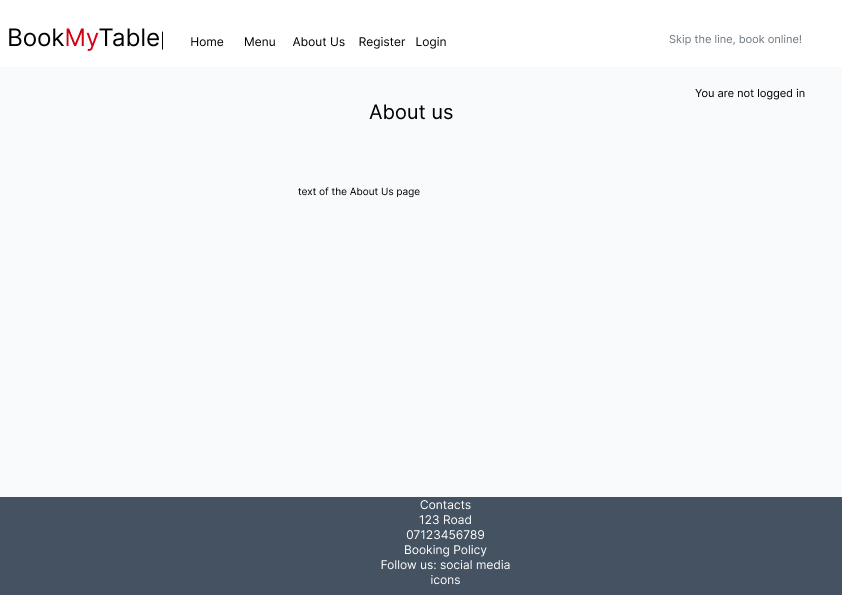 BookMyTable|
Home Menu About Us Register Login
Skip the line, book online!
You are not logged in
About us
text of the About Us page
Contacts
123 Road
07123456789
Booking Policy
Follow us: social media
icons